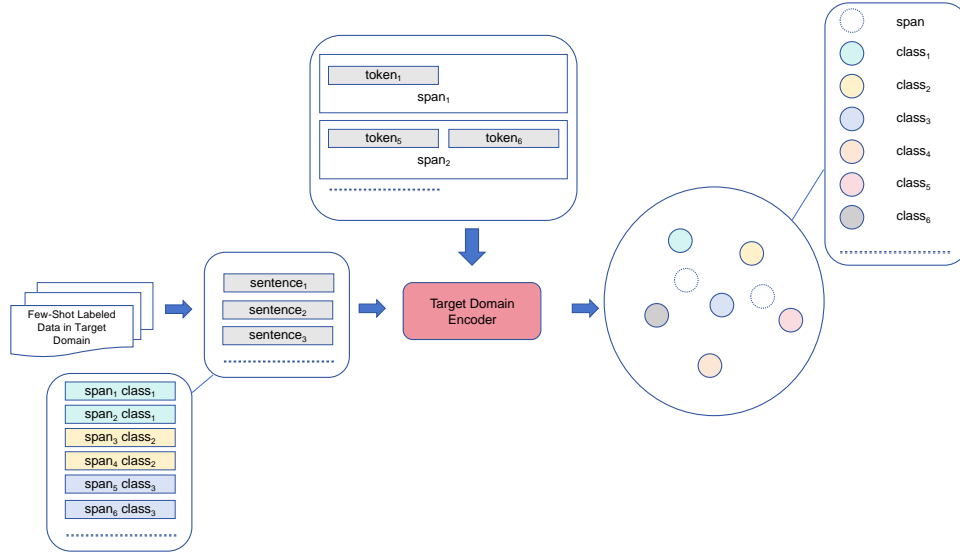 token₁
span₁
token₅ token₆
span₂
span
class₁
class₂
class₃
class₄
class₅
class₆
Few-Shot Labeled
Data in Target
Domain
sentence₁
sentence₂
sentence₃
Target Domain
Encoder
span₁ class₁
span₂ class₁
span₃ class₂
span₄ class₂
span₅ class₃
span₆ class₃